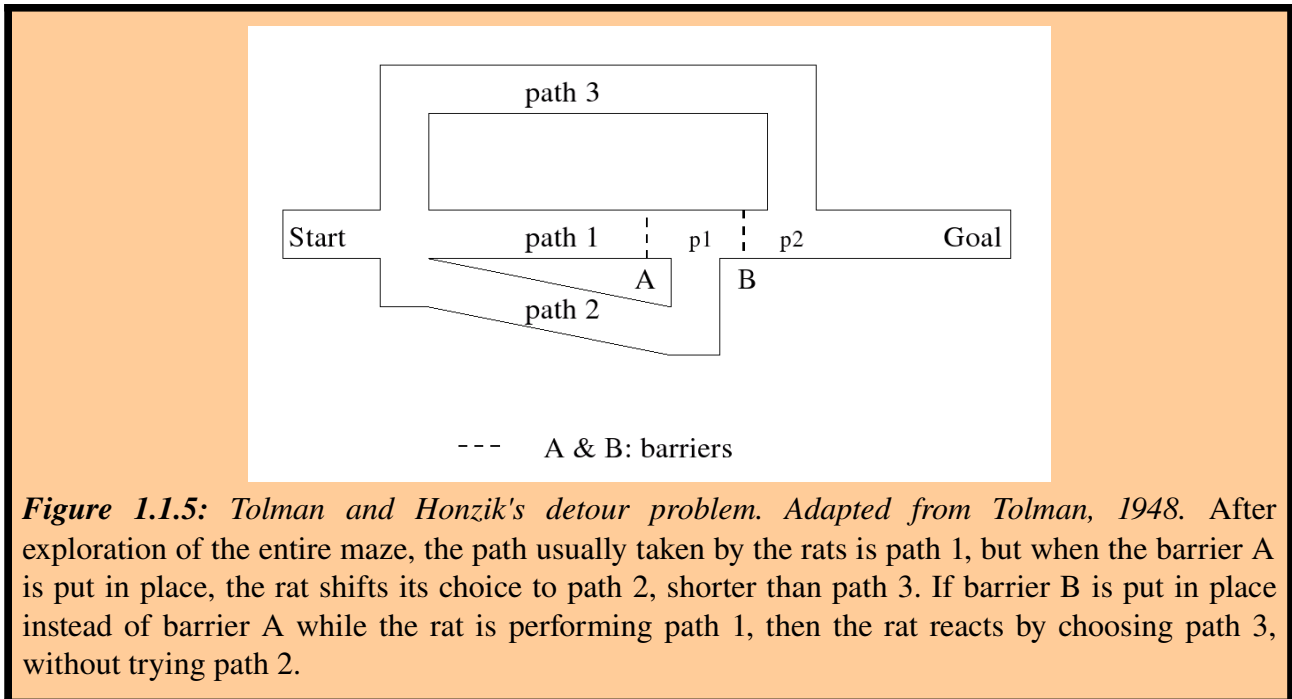 path 3
Start
path 1
p1
p2
Goal
A
B
path 2
A & B: barriers
Figure 1.1.5: Tolman and Honzik's detour problem. Adapted from Tolman, 1948. After
exploration of the entire maze, the path usually taken by the rats is path 1, but when the barrier A
is put in place, the rat shifts its choice to path 2, shorter than path 3. If barrier B is put in place
instead of barrier A while the rat is performing path 1, then the rat reacts by choosing path 3,
without trying path 2.